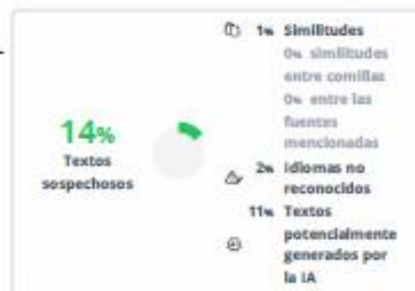 14%
Textos
sospechosos
1% Similitudes
0% similitudes
entre comillas
0% entre las
fuentes
mencionadas
2% Idiomas no
reconocidos
11% Textos
potencialmente
generados por
la IA